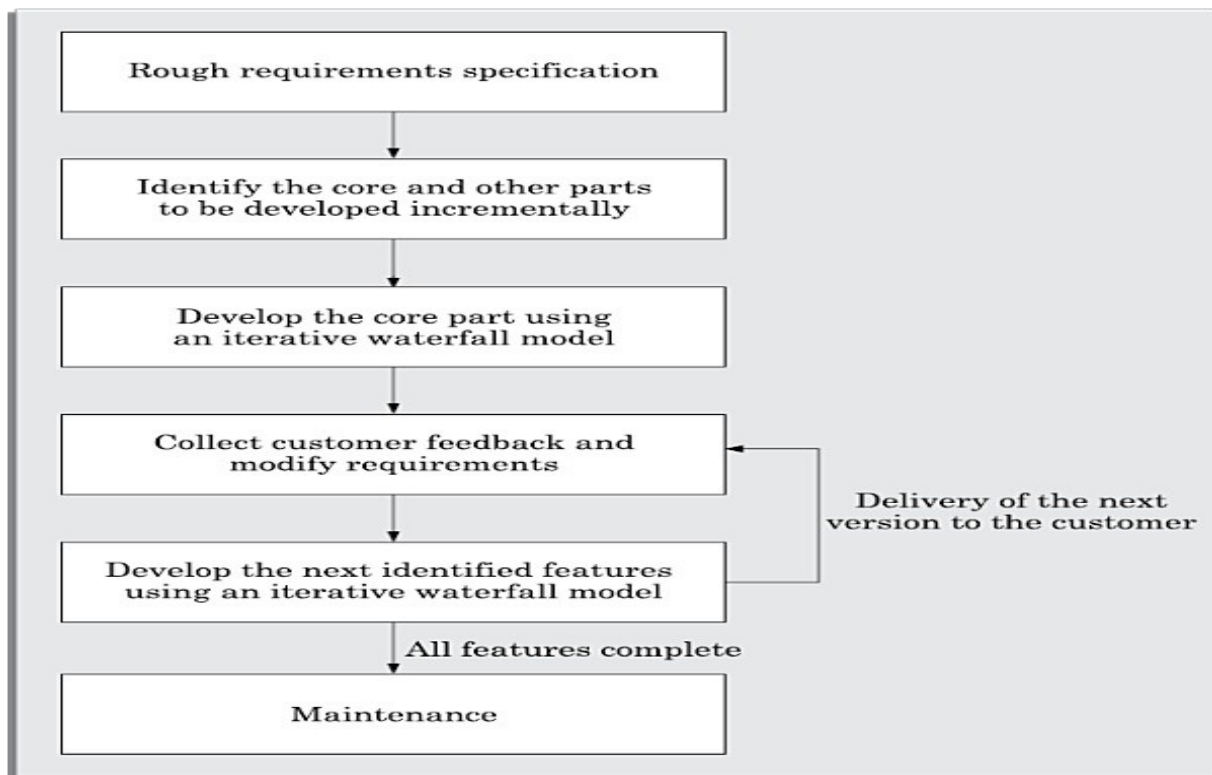 Rough requirements specification
Identify the core and other parts
to be developed incrementally
Develop the core part using
an iterative waterfall model
Collect customer feedback and
modify requirements
Delivery of the next
version to the customer
Develop the next identified features
using an iterative waterfall model
All features complete
Maintenance